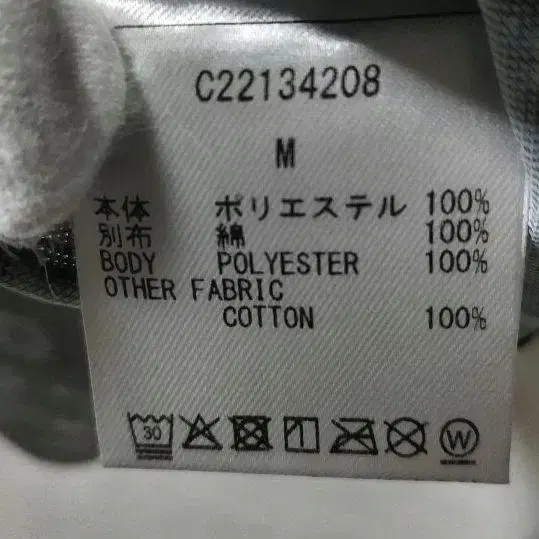 C22134208
M
本体 ポリエステル 100%
別布 綿 100%
BODY POLYESTER 100%
OTHER FABRIC
COTTON 100%
30 W